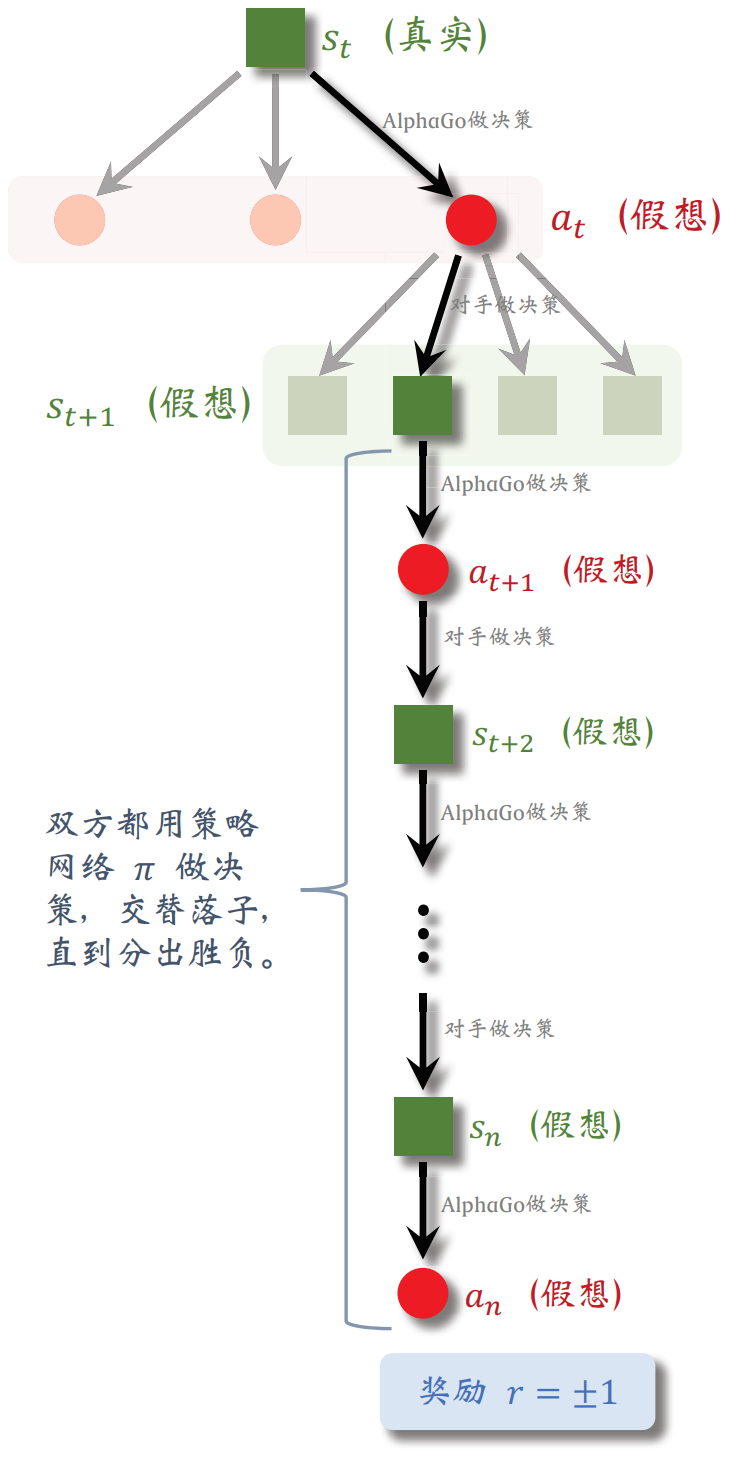 s_t (真实)
AlphaGo做决策
a_t (假想)
对手做决策
s_{t+1} (假想)
AlphaGo做决策
a_{t+1} (假想)
对手做决策
s_{t+2} (假想)
AlphaGo做决策
双方都用策略
网络 π 做决
策，交替落子，
直到分出胜负。
对手做决策
s_n (假想)
AlphaGo做决策
a_n (假想)
奖励 r = ±1